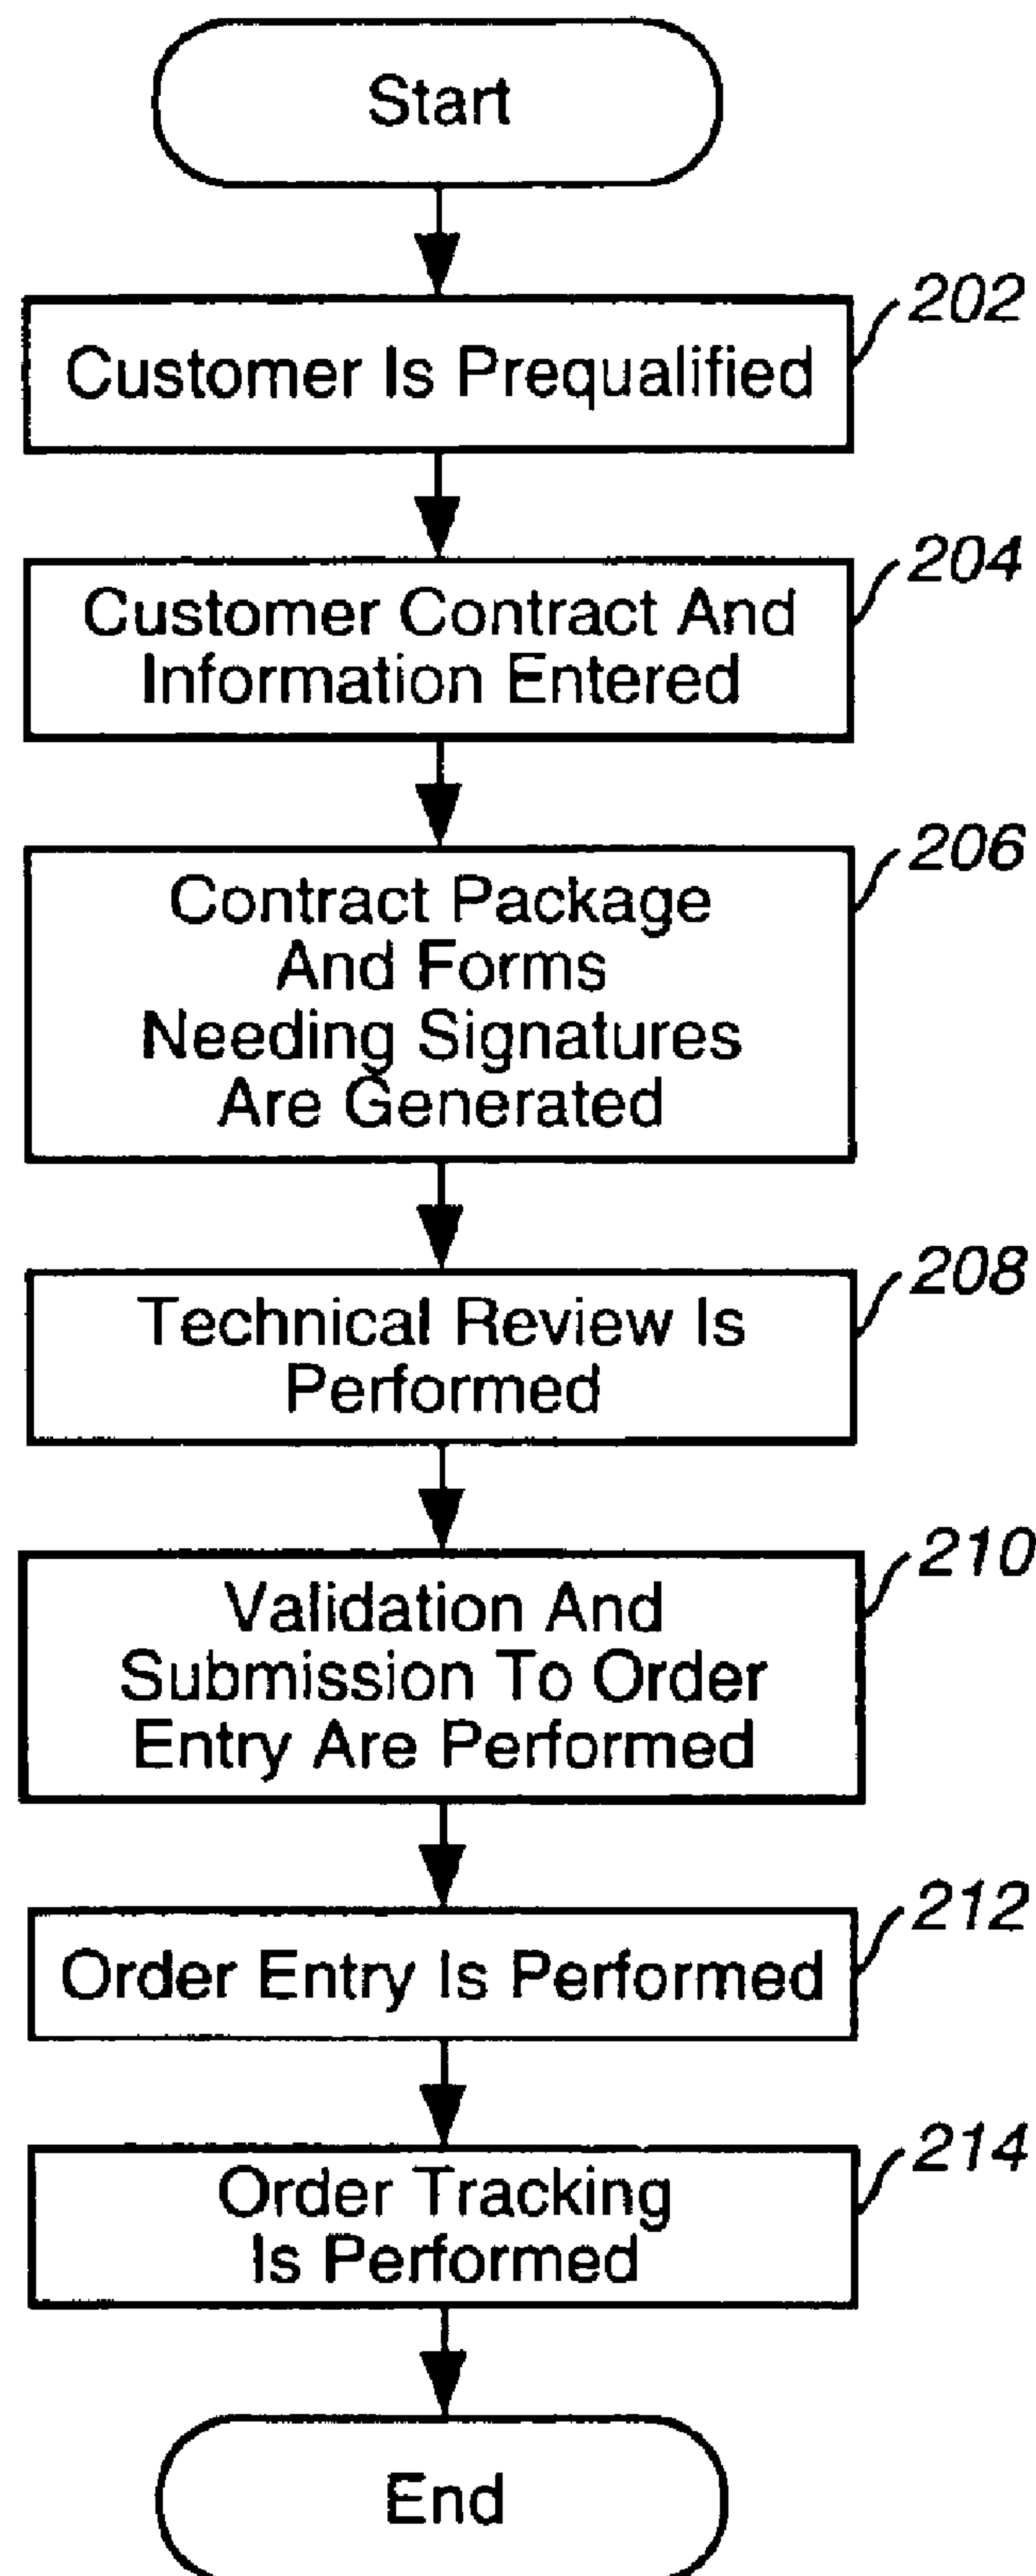 Start
202
Customer Is Prequalified
204
Customer Contract And
Information Entered
206
Contract Package
And Forms
Needing Signatures
Are Generated
208
Technical Review Is
Performed
210
Validation And
Submission To Order
Entry Are Performed
212
Order Entry Is Performed
214
Order Tracking
Is Performed
End